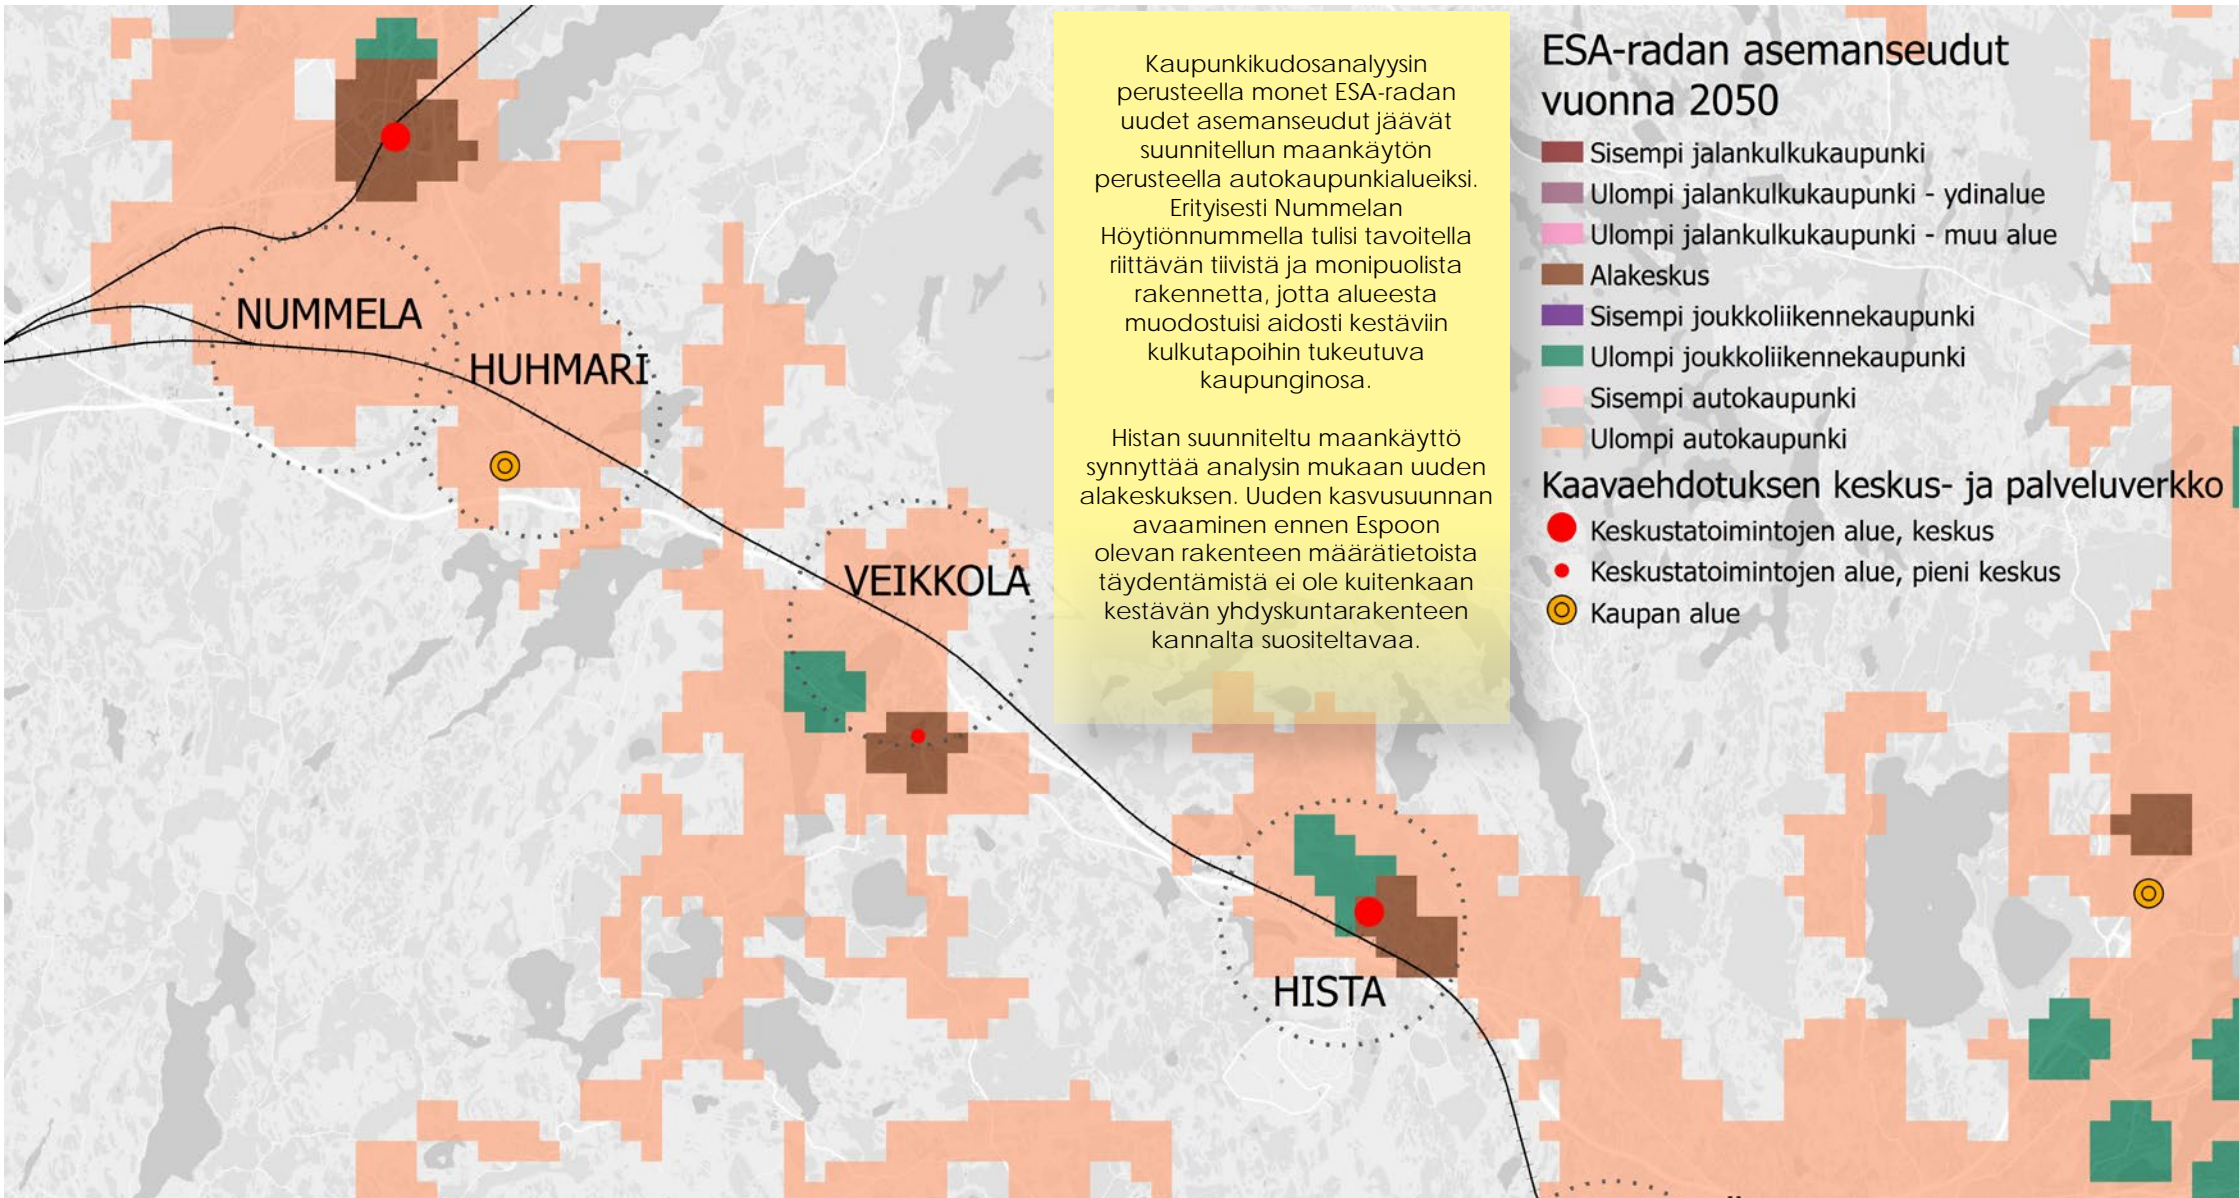 Kaupunkikudosanalyysin
perusteella monet ESA-radan
uudet asemanseudut jäävät
suunnitellun maankäytön
perusteella autokaupunkialueiksi.
Erityisesti Nummelan
Höytiönnummella tulisi tavoitella
riittävän tiivistä ja monipuolista
rakennetta, jotta alueesta
muodostuisi aidosti kestäviin
kulkutapoihin tukeutuva
kaupunginosa.
Histan suunniteltu maankäyttö
synnyttää analysin mukaan uuden
alakeskuksen. Uuden kasvusuunnan
avaaminen ennen Espoon
olevan rakenteen määrätietoista
täydentämistä ei ole kuitenkaan
kestävän yhdyskuntarakenteen
kannalta suositeltavaa.
ESA-radan asemanseudut
vuonna 2050
Sisempi jalankulkukaupunki
Ulompi jalankulkukaupunki - ydinalue
Ulompi jalankulkukaupunki - muu alue
Alakeskus
Sisempi joukkoliikennekaupunki
Ulompi joukkoliikennekaupunki
Sisempi autokaupunki
Ulompi autokaupunki
Kaavaehdotuksen keskus- ja palveluverkko
Keskustatoimintojen alue, keskus
Keskustatoimintojen alue, pieni keskus
Kaupan alue
NUMMELA
HUHMARI
VEIKKOLA
HISTA